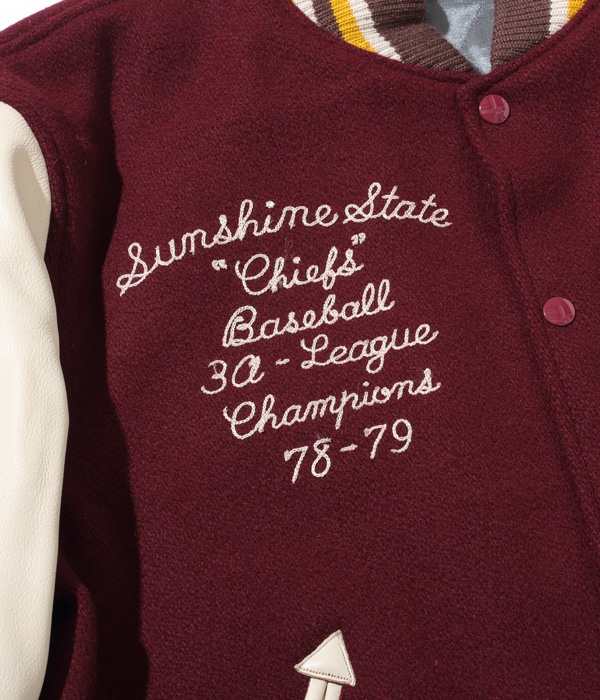 Sunshine State
"Chiefs"
Baseball
3A-League
Champions
78-79